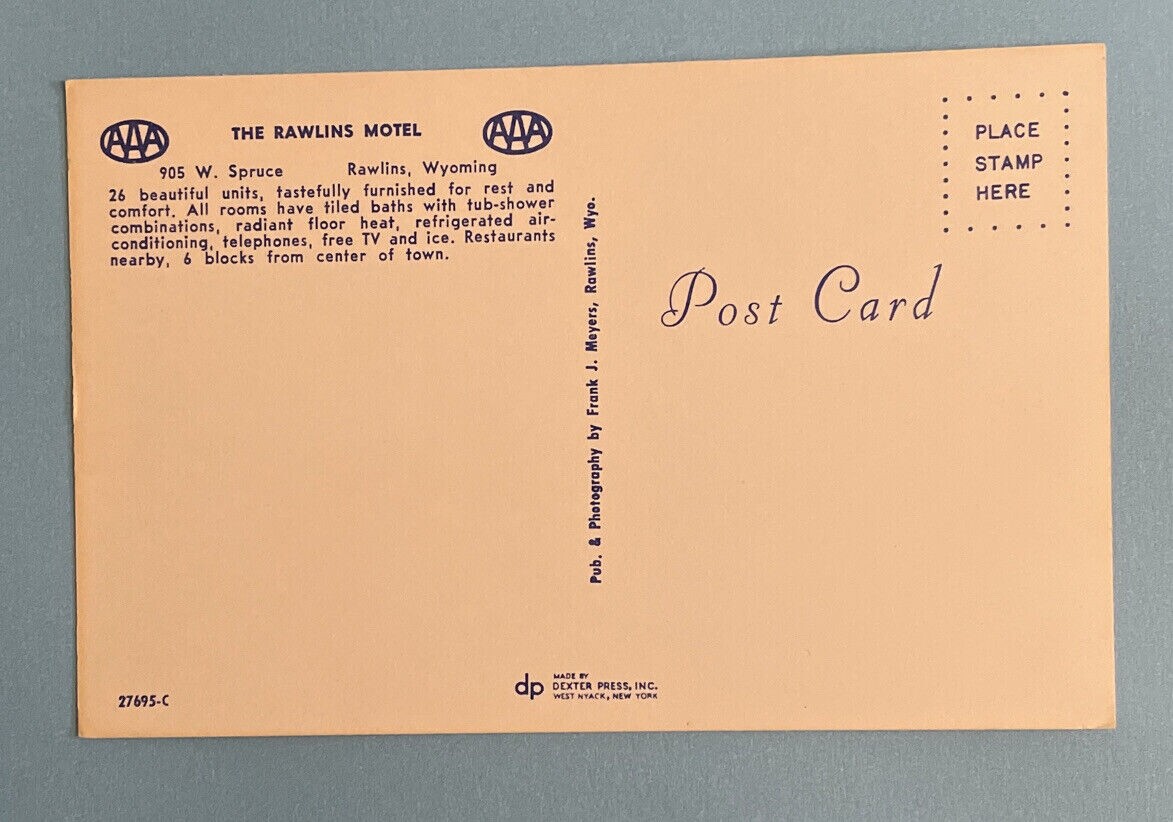 AAA THE RAWLINS MOTEL AAA
905 W. Spruce Rawlins, Wyoming
26 beautiful units, tastefully furnished for rest and
comfort. All rooms have tiled baths with tub-shower
combinations, radiant floor heat, refrigerated air-
conditioning, telephones, free TV and ice. Restaurants
nearby, 6 blocks from center of town.
27695-C
Pub. & Photography by Frank J. Meyers, Rawlins, Wyo.
dp MADE BY
DEXTER PRESS, INC.
WEST NYACK, NEW YORK
PLACE
STAMP
HERE
Post Card